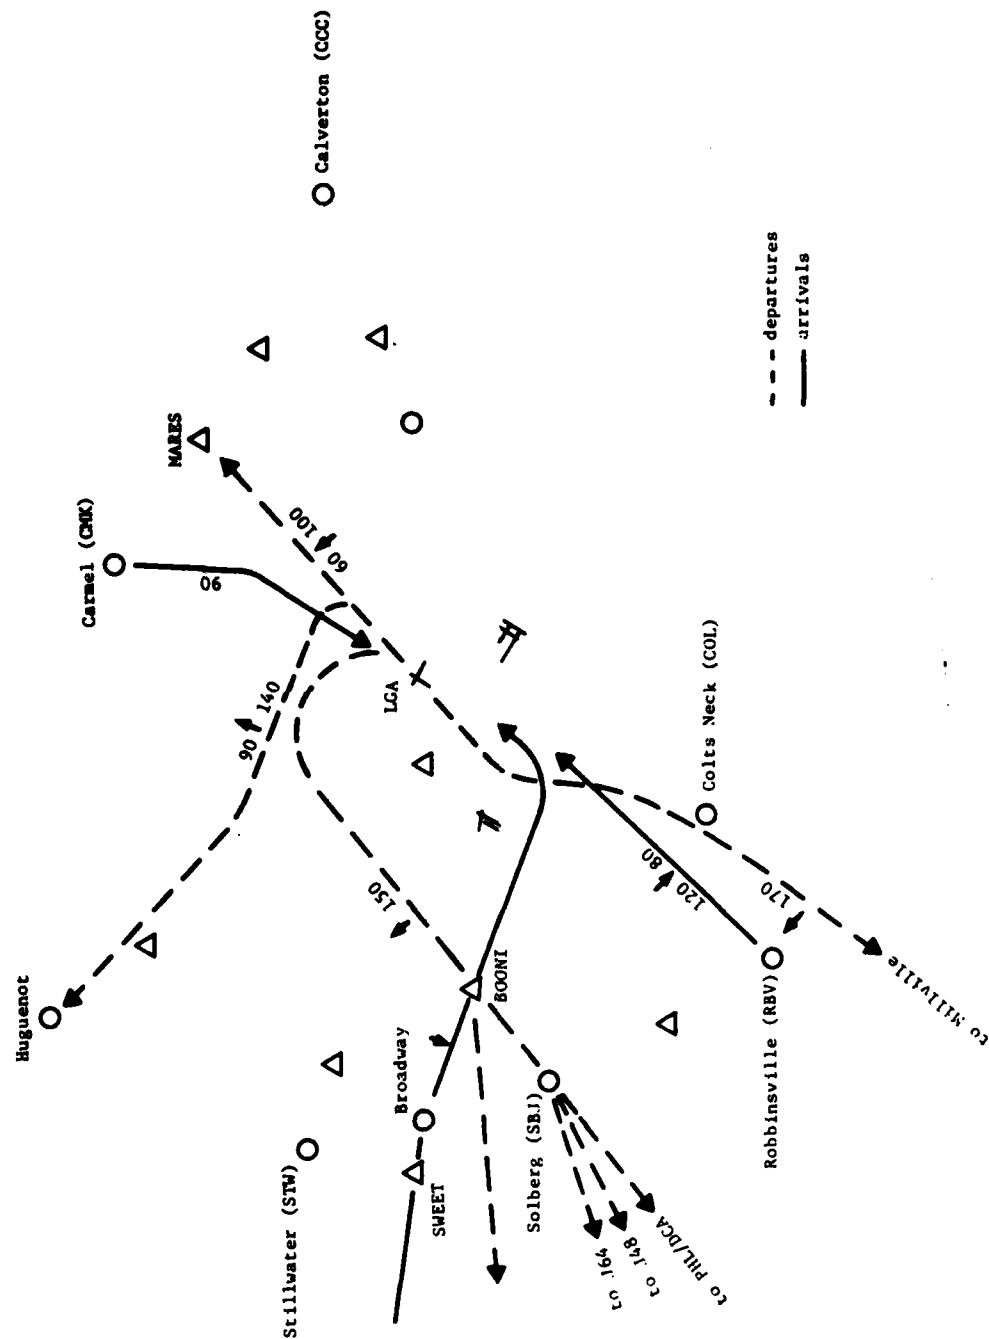 Calverton (CCC)
MARES
Carmel (CMK)
- - - departures
—— arrivals
100
60
90
LGA
140
90
Colts Neck (COL)
80
120
150
170
Huguenot
BOONI
Broadway
to Millville
Robbinsville (RBV)
Stillwater (STW)
SWEET
Solberg (SBJ)
to J64
to J48
to PHL/DCA